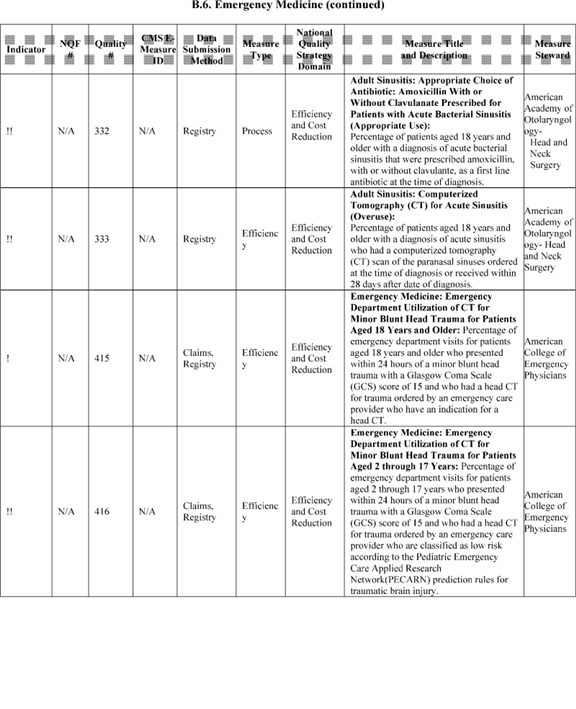 B.6. Emergency Medicine (continued)
Indicator
NQF
#
Quality
#
CMS E-
Measure
ID
Data
Submission
Method
Measure
Type
National
Quality
Strategy
Domain
Measure Title
and Description
Measure
Steward
!!
N/A
332
N/A
Registry
Process
Efficiency
and Cost
Reduction
Adult Sinusitis: Appropriate Choice of
Antibiotic: Amoxicillin With or
Without Clavulanate Prescribed for
Patients with Acute Bacterial Sinusitis
(Appropriate Use):
Percentage of patients aged 18 years and
older with a diagnosis of acute bacterial
sinusitis that were prescribed amoxicillin,
with or without clavulante, as a first line
antibiotic at the time of diagnosis.
American
Academy of
Otolaryngol
ogy-
Head and
Neck
Surgery
!!
N/A
333
N/A
Registry
Efficienc
y
Efficiency
and Cost
Reduction
Adult Sinusitis: Computerized
Tomography (CT) for Acute Sinusitis
(Overuse):
Percentage of patients aged 18 years and
older with a diagnosis of acute sinusitis
who had a computerized tomography
(CT) scan of the paranasal sinuses ordered
at the time of diagnosis or received within
28 days after date of diagnosis.
American
Academy of
Otolaryngol
ogy- Head
and Neck
Surgery
!
N/A
415
N/A
Claims,
Registry
Efficienc
y
Efficiency
and Cost
Reduction
Emergency Medicine: Emergency
Department Utilization of CT for
Minor Blunt Head Trauma for Patients
Aged 18 Years and Older: Percentage of
emergency department visits for patients
aged 18 years and older who presented
within 24 hours of a minor blunt head
trauma with a Glasgow Coma Scale
(GCS) score of 15 and who had a head CT
for trauma ordered by an emergency care
provider who have an indication for a
head CT.
American
College of
Emergency
Physicians
!!
N/A
416
N/A
Claims,
Registry
Efficienc
y
Efficiency
and Cost
Reduction
Emergency Medicine: Emergency
Department Utilization of CT for
Minor Blunt Head Trauma for Patients
Aged 2 through 17 Years: Percentage of
emergency department visits for patients
aged 2 through 17 years who presented
within 24 hours of a minor blunt head
trauma with a Glasgow Coma Scale
(GCS) score of 15 and who had a head CT
for trauma ordered by an emergency care
provider who are classified as low risk
according to the Pediatric Emergency
Care Applied Research
Network(PECARN) prediction rules for
traumatic brain injury.
American
College of
Emergency
Physicians